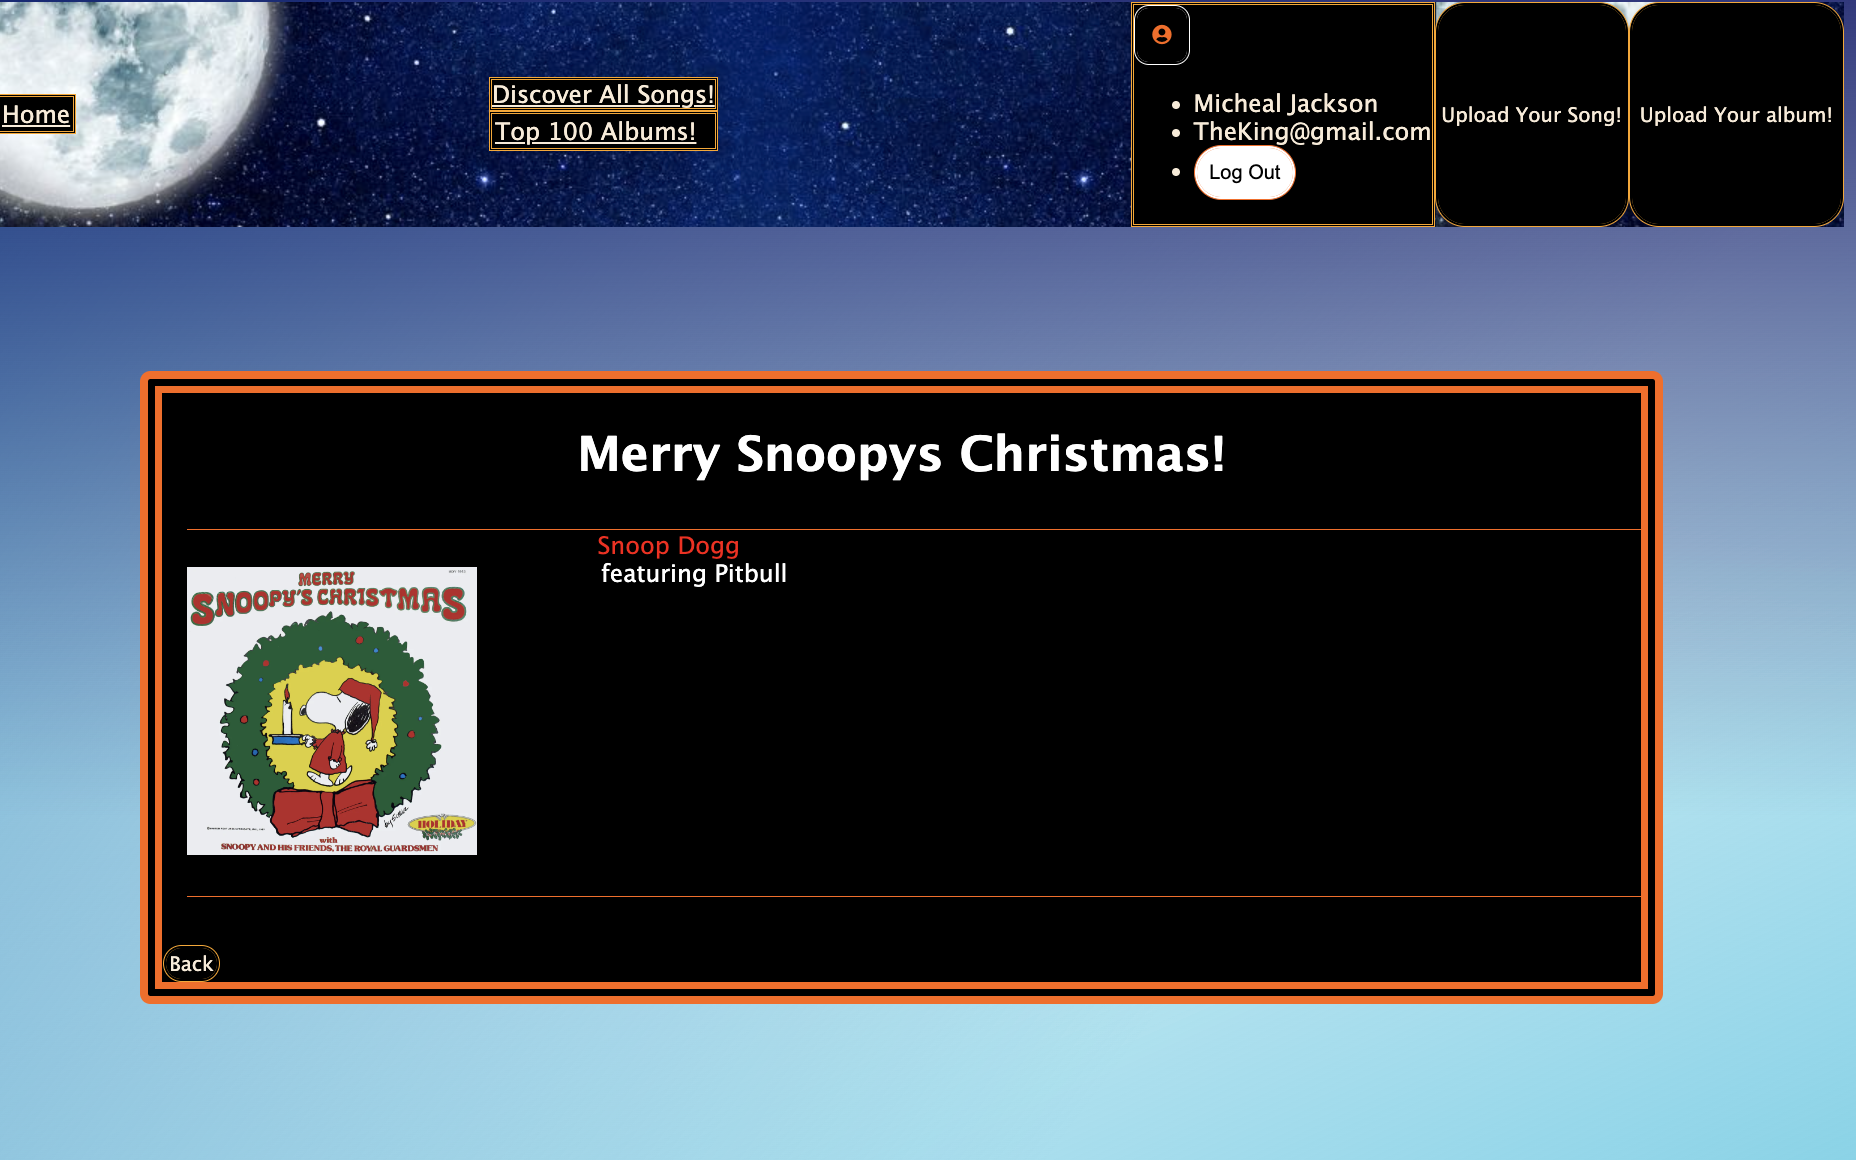 Home
Discover All Songs!
Top 100 Albums!
Micheal Jackson
TheKing@gmail.com
Log Out
Upload Your Song!
Upload Your album!
Merry Snoopys Christmas!
Snoop Dogg
featuring Pitbull
MERRY
SNOOPY'S CHRISTMAS
by Schulz
HOLIDAY
with
SNOOPY AND HIS FRIENDS, THE ROYAL GUARDSMEN
Back